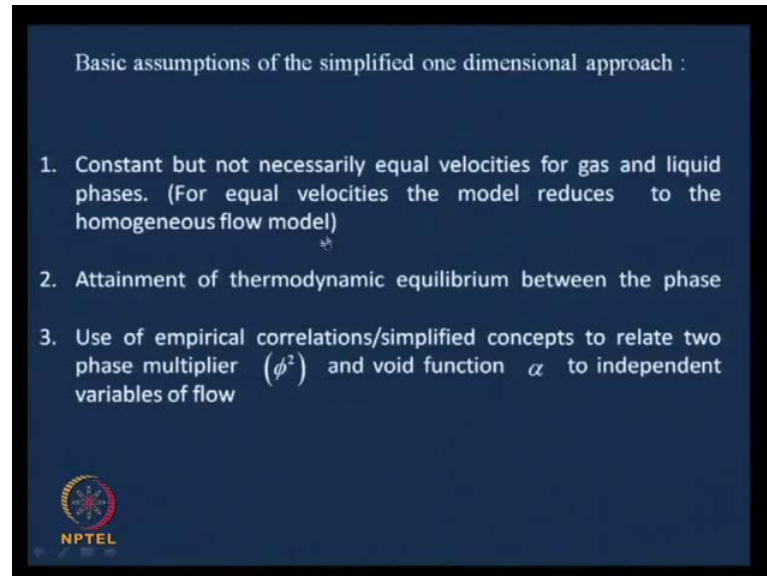 Basic assumptions of the simplified one dimensional approach :
1. Constant but not necessarily equal velocities for gas and liquid
phases. (For equal velocities the model reduces to the
homogeneous flow model)
2. Attainment of thermodynamic equilibrium between the phase
3. Use of empirical correlations/simplified concepts to relate two
phase multiplier (ϕ²) and void function α to independent
variables of flow
NPTEL